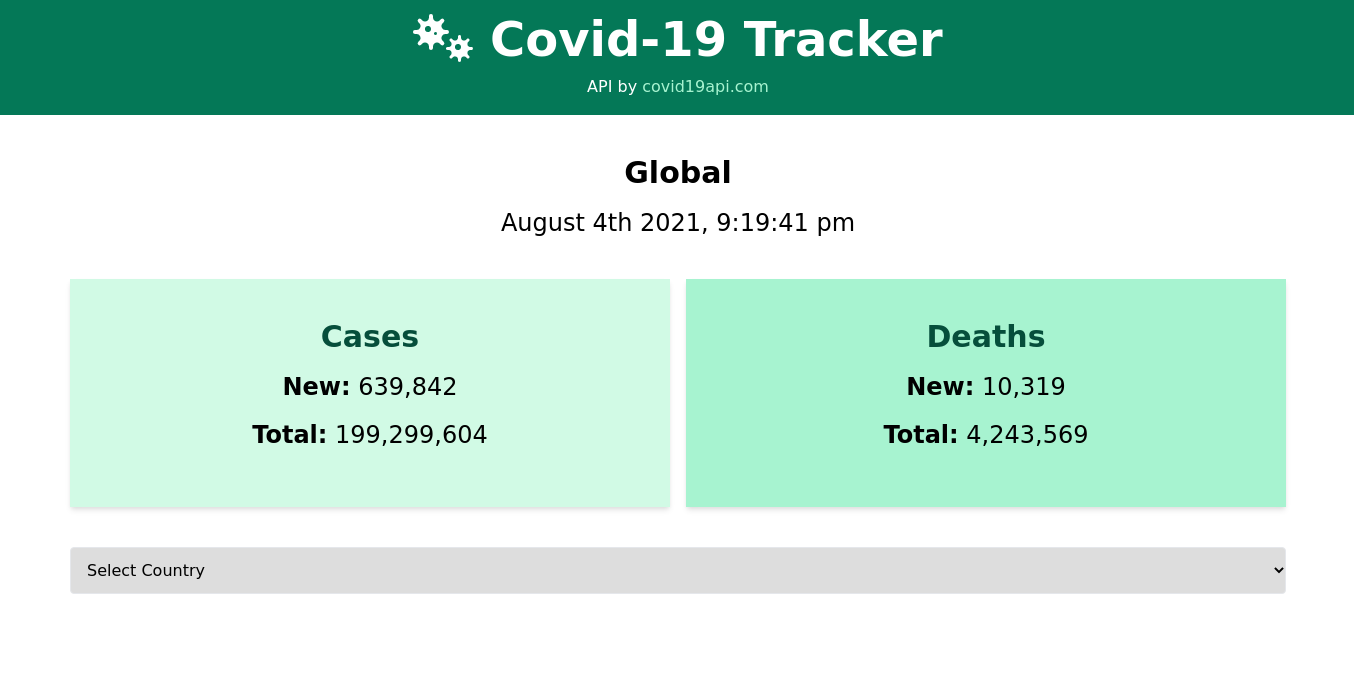 Covid-19 Tracker
API by covid19api.com
Global
August 4th 2021, 9:19:41 pm
Cases
New: 639,842
Total: 199,299,604
Deaths
New: 10,319
Total: 4,243,569
Select Country